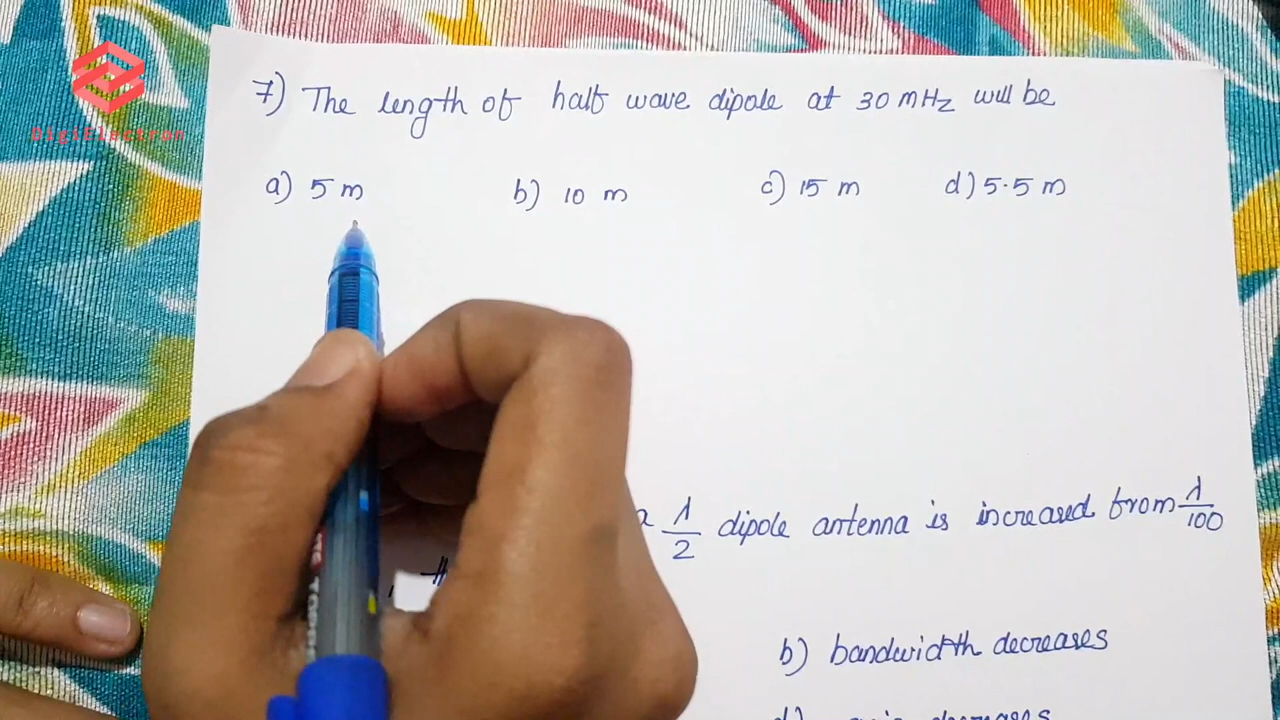 DigiElectron
7) The length of half wave dipole at 30 MHz will be
a) 5 m b) 10 m c) 15 m d) 5.5 m
λ/2 dipole antenna is increased from λ/100
b) bandwidth decreases
d) decreases